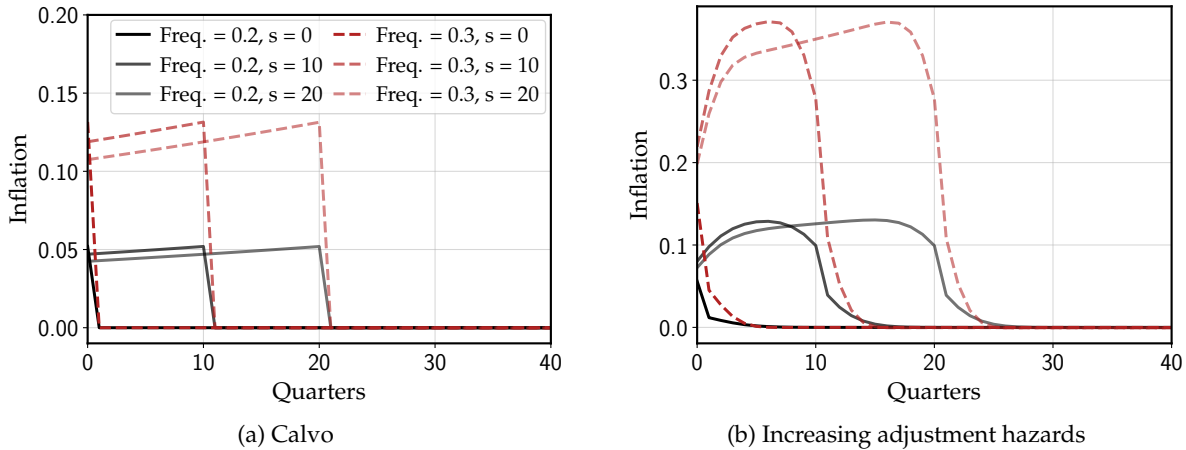 0.20
0.15
0.10
0.05
0.00
Inflation
Freq. = 0.2, s = 0
Freq. = 0.2, s = 10
Freq. = 0.2, s = 20
Freq. = 0.3, s = 0
Freq. = 0.3, s = 10
Freq. = 0.3, s = 20
0 10 20 30 40
Quarters
(a) Calvo
0.3
0.2
0.1
0.0
Inflation
0 10 20 30 40
Quarters
(b) Increasing adjustment hazards